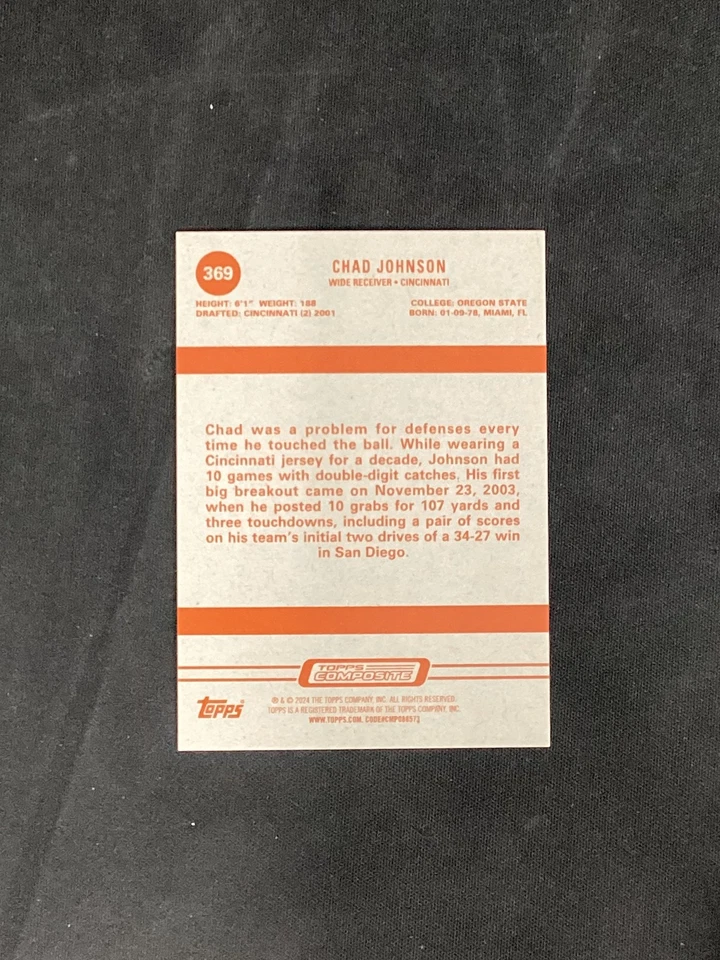 369
CHAD JOHNSON
WIDE RECEIVER • CINCINNATI
HEIGHT: 6'1" WEIGHT: 188
DRAFTED: CINCINNATI (2) 2001
COLLEGE: OREGON STATE
BORN: 01-09-78, MIAMI, FL
Chad was a problem for defenses every
time he touched the ball. While wearing a
Cincinnati jersey for a decade, Johnson had
10 games with double-digit catches. His first
big breakout came on November 23, 2003,
when he posted 10 grabs for 107 yards and
three touchdowns, including a pair of scores
on his team's initial two drives of a 34-27 win
in San Diego.
TOPPS
COMPOSITE
TOPPS
® & © 2024 THE TOPPS COMPANY, INC. ALL RIGHTS RESERVED.
TOPPS IS A REGISTERED TRADEMARK OF THE TOPPS COMPANY, INC.
WWW.TOPPS.COM.